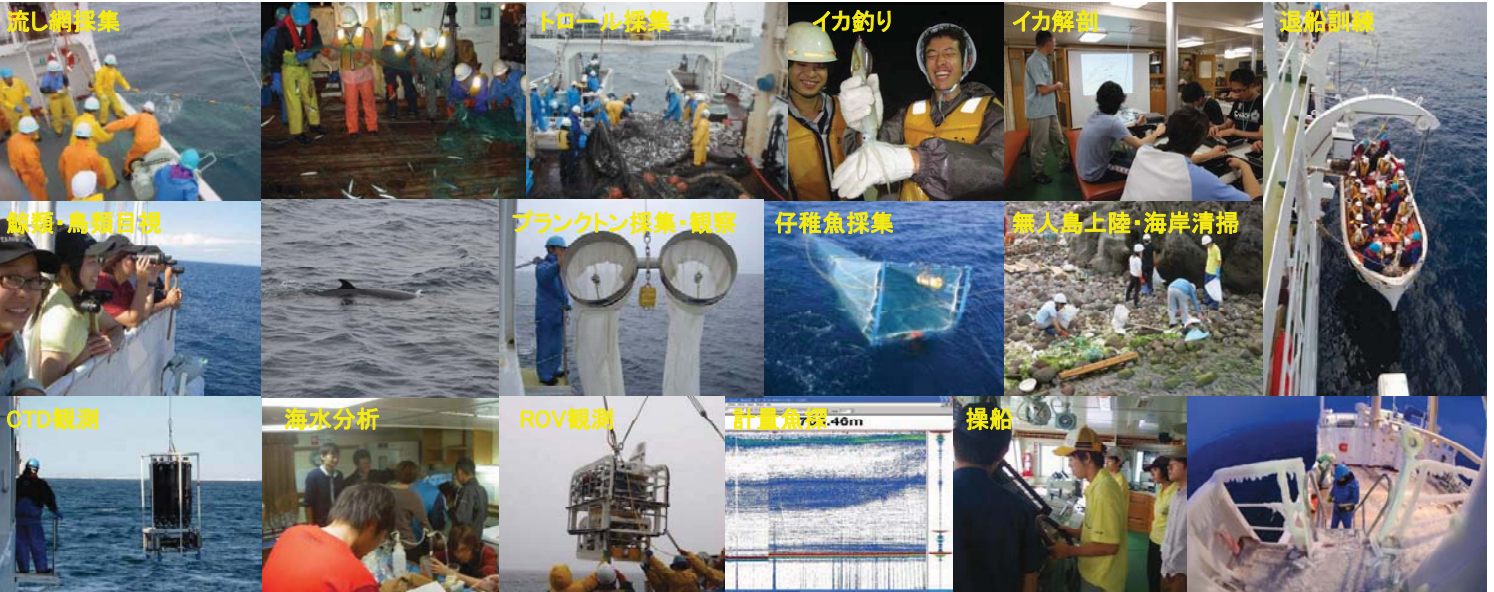 流し網採集
トロール採集
イカ釣り
イカ解剖
退船訓練
鯨類・鳥類目視
プランクトン採集・観察
仔稚魚採集
無人島上陸・海岸清掃
CTD観測
海水分析
ROV観測
計量魚探
.46m
操船